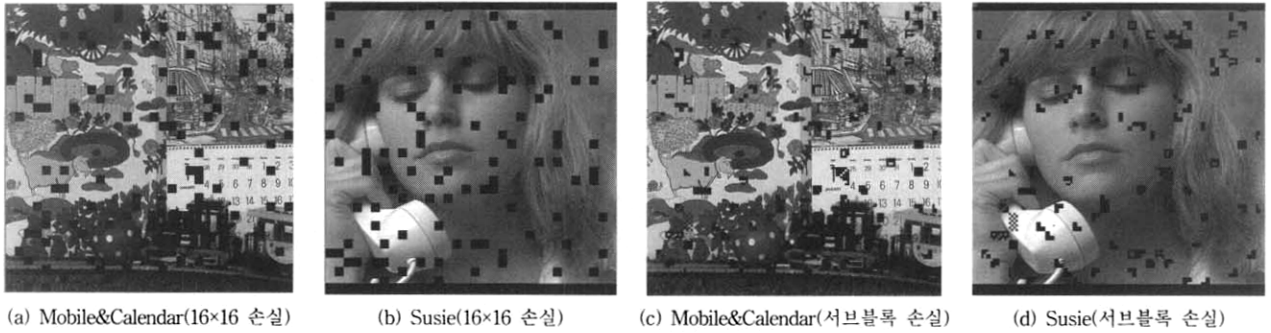 (a) Mobile&Calendar(16×16 손실)
(b) Susie(16×16 손실)
(c) Mobile&Calendar(서브블록 손실)
(d) Susie(서브블록 손실)